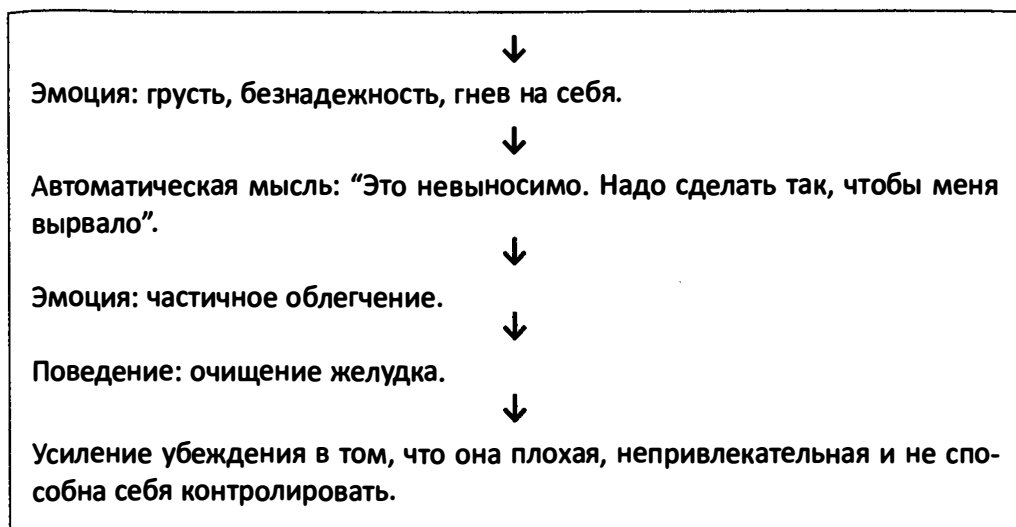 ↓
Эмоция: грусть, безнадежность, гнев на себя.
↓
Автоматическая мысль: “Это невыносимо. Надо сделать так, чтобы меня
вырвало”.
↓
Эмоция: частичное облегчение.
↓
Поведение: очищение желудка.
↓
Усиление убеждения в том, что она плохая, непривлекательная и не спо-
собна себя контролировать.